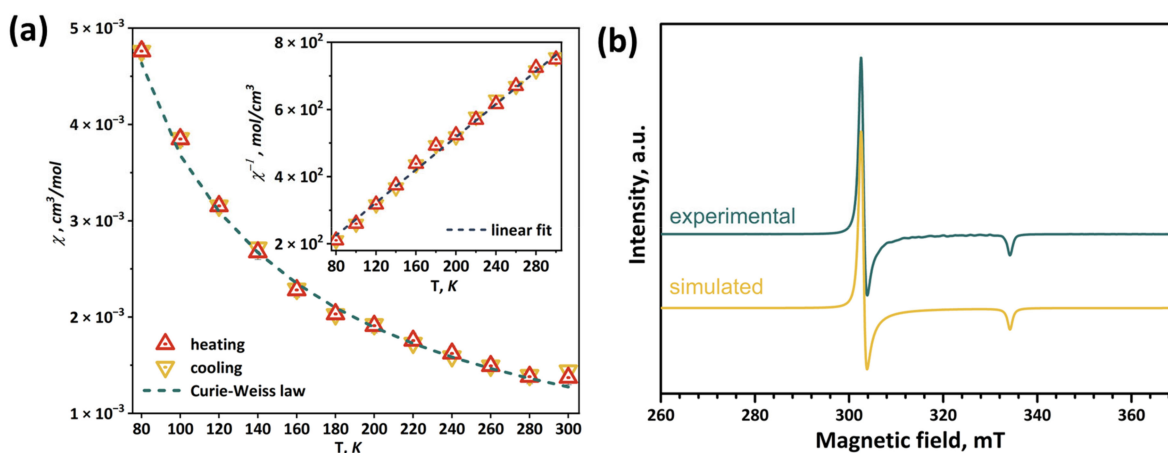 (a)
χ, cm³/mol
5 × 10⁻³
4 × 10⁻³
3 × 10⁻³
2 × 10⁻³
1 × 10⁻³
80 100 120 140 160 180 200 220 240 260 280 300
T, K
heating
cooling
Curie-Weiss law
χ⁻¹, mol/cm³
8 × 10²
6 × 10²
4 × 10²
2 × 10²
80 120 160 200 240 280
T, K
linear fit
(b)
Intensity, a.u.
experimental
simulated
260 280 300 320 340 360
Magnetic field, mT